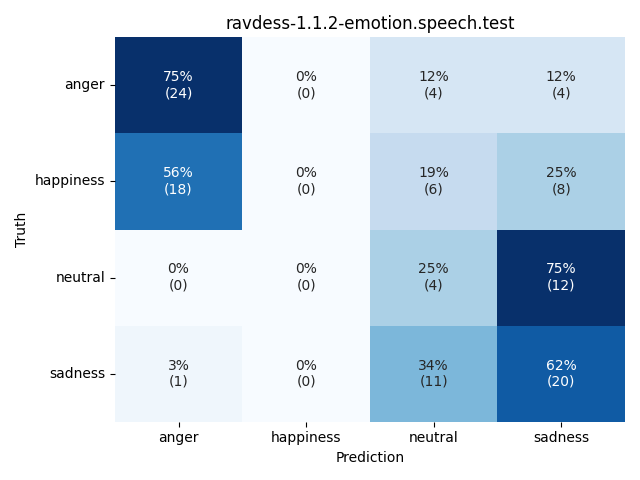 ravdess-1.1.2-emotion.speech.test
Truth
anger
75%
(24)
0%
(0)
12%
(4)
12%
(4)
happiness
56%
(18)
0%
(0)
19%
(6)
25%
(8)
neutral
0%
(0)
0%
(0)
25%
(4)
75%
(12)
sadness
3%
(1)
0%
(0)
34%
(11)
62%
(20)
anger
happiness
neutral
sadness
Prediction